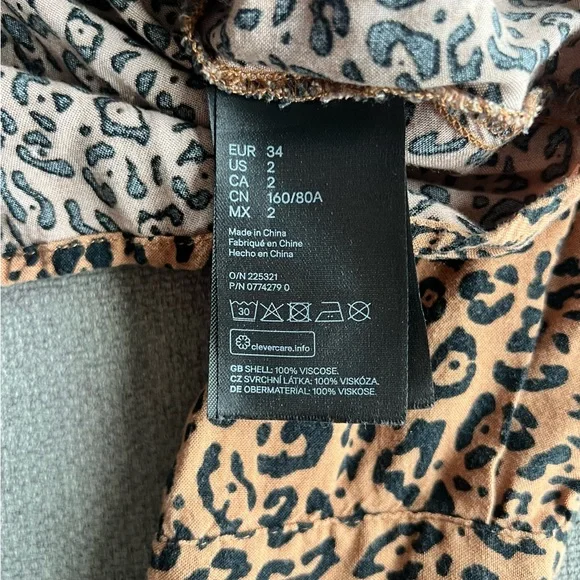 EUR 34
US 2
CA 2
CN 160/80A
MX 2
Made in China
Fabriqué en Chine
Hecho en China
O/N 225321
P/N 0774279 0
30
clevercare.info
GB SHELL: 100% VISCOSE.
CZ SVRCHNÍ LÁTKA: 100% VISKÓZA.
DE OBERMATERIAL: 100% VISKOSE.